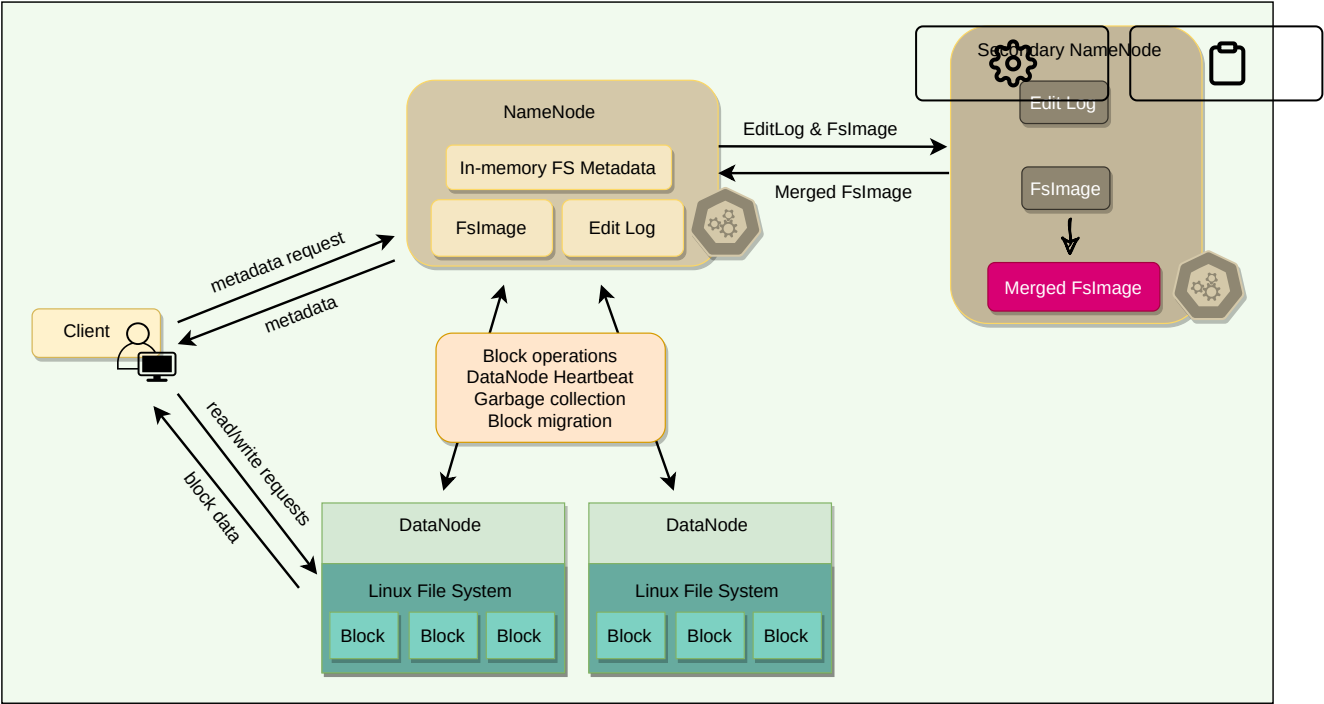 Secondary NameNode
Edit Log
NameNode
EditLog & FsImage
In-memory FS Metadata
Merged FsImage
FsImage
FsImage
Edit Log
metadata request
Merged FsImage
metadata
Client
Block operations
DataNode Heartbeat
Garbage collection
Block migration
read/write requests
block data
DataNode
DataNode
Linux File System
Linux File System
Block
Block
Block
Block
Block
Block